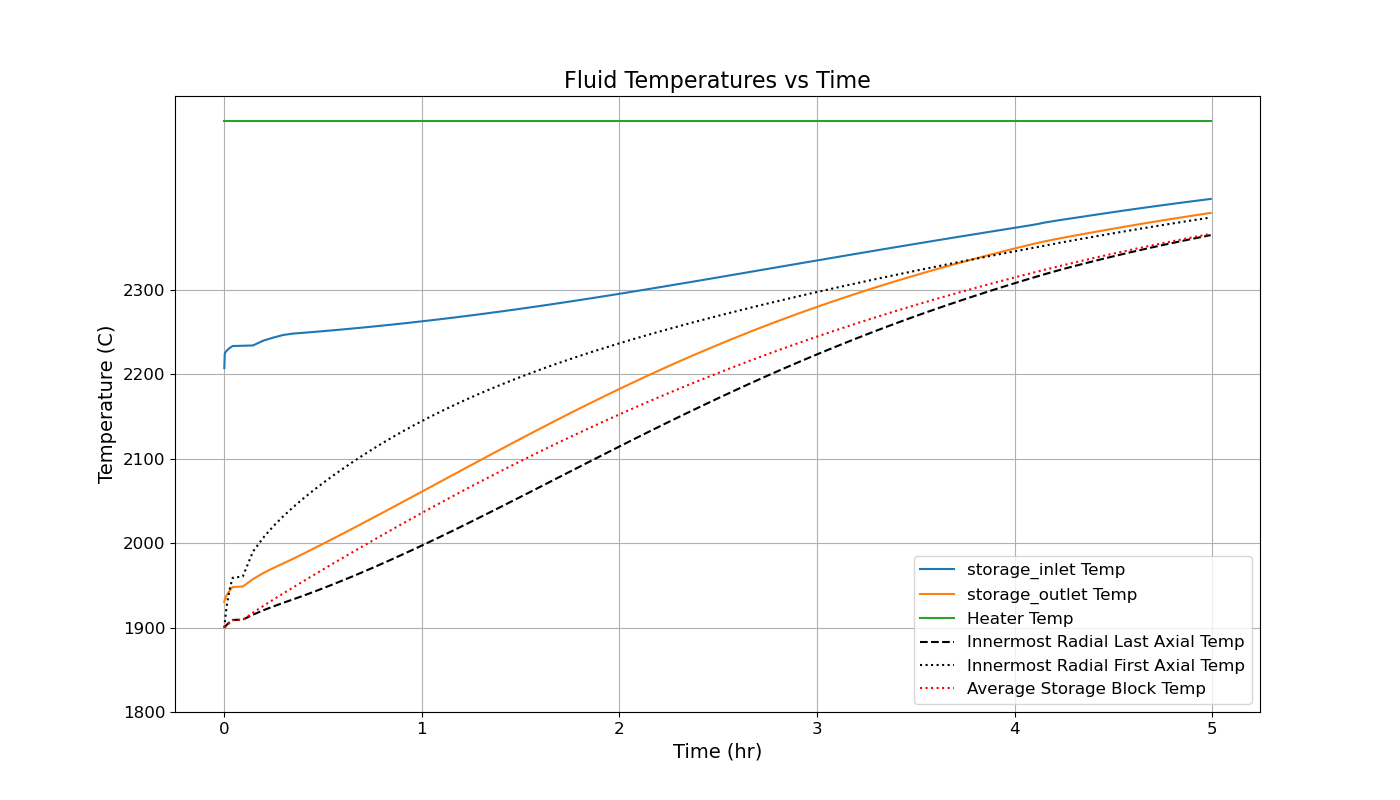 Fluid Temperatures vs Time
Temperature (C)
2300
2200
2100
2000
1900
1800
storage_inlet Temp
storage_outlet Temp
Heater Temp
Innermost Radial Last Axial Temp
Innermost Radial First Axial Temp
Average Storage Block Temp
0 1 2 3 4 5
Time (hr)